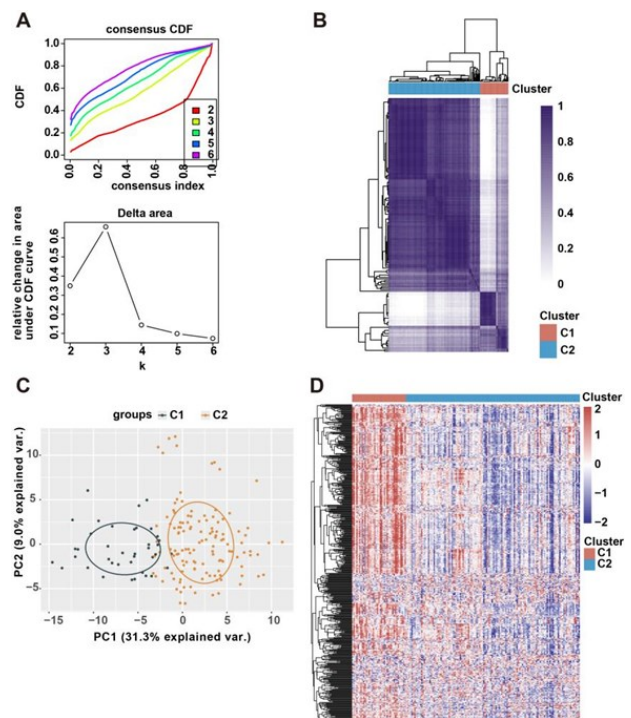 A
consensus CDF
CDF
1.0
0.8
0.6
0.4
0.2
0.0
2
3
4
5
6
0.0
0.2
0.4
0.6
0.8
1.0
consensus index
Delta area
relative change in area
under CDF curve
0.6
0.5
0.4
0.3
0.2
0.1
2
3
4
5
6
k
B
Cluster
1
0.8
0.6
0.4
0.2
0
Cluster
C1
C2
C
groups
C1
C2
PC2 (9.0% explained var.)
10
5
0
−5
−15
−10
−5
0
5
10
PC1 (31.3% explained var.)
D
Cluster
2
1
0
−1
−2
Cluster
C1
C2